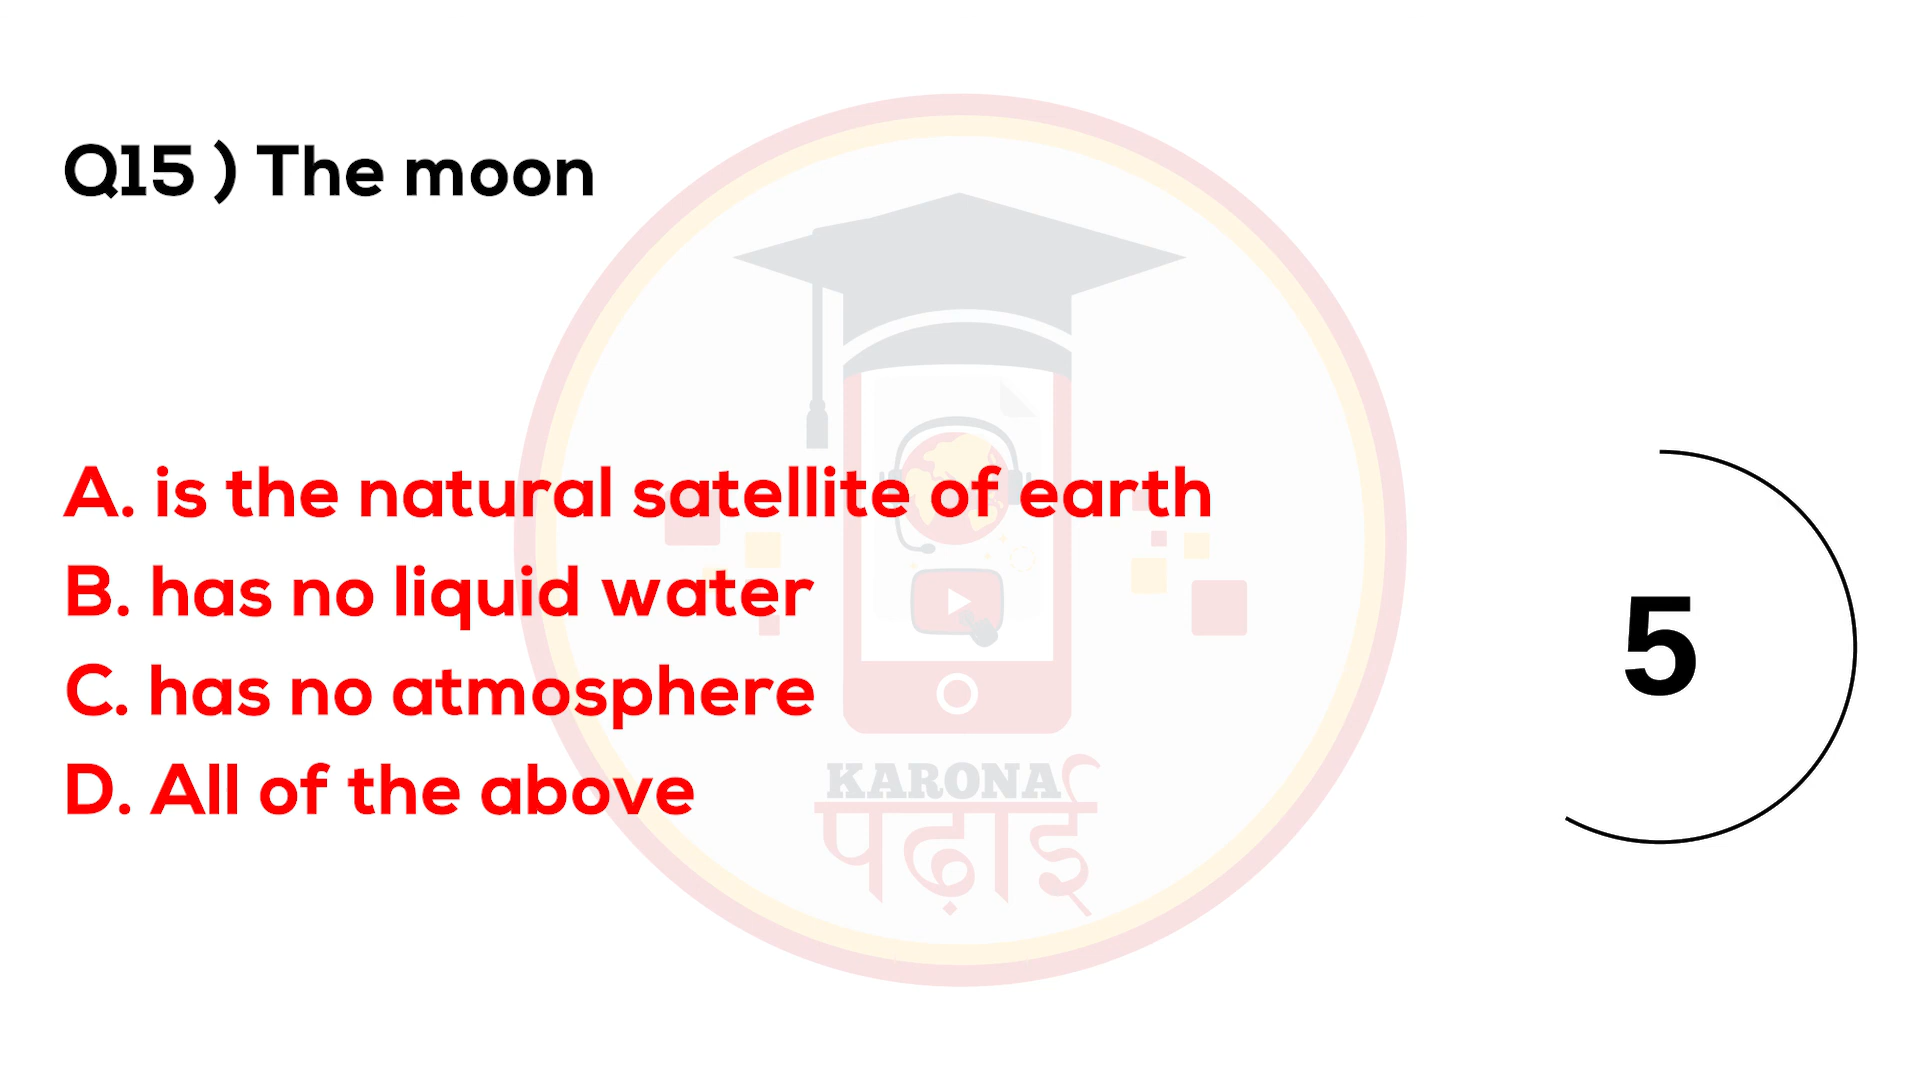 Q15 ) The moon
A. is the natural satellite of earth
B. has no liquid water
C. has no atmosphere
D. All of the above
5
KARONA
पढ़ाई